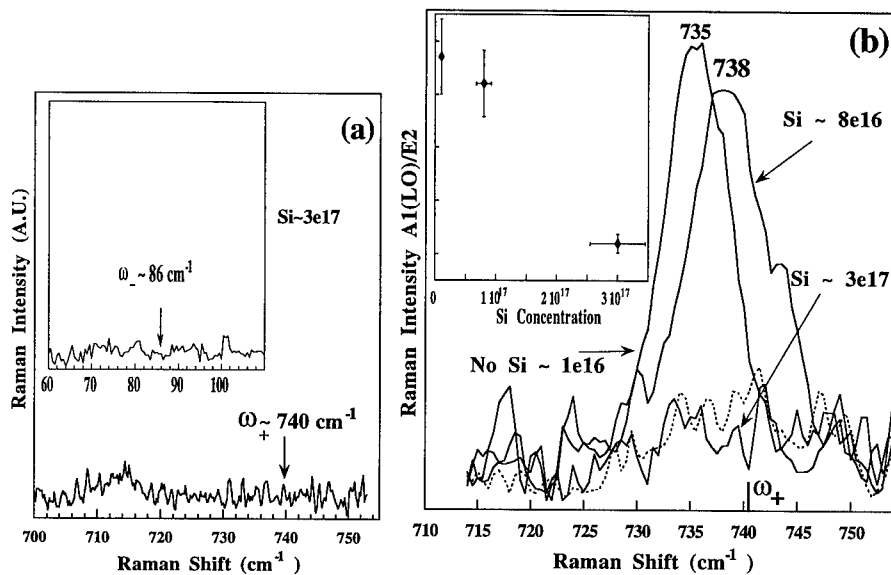 (a)
Raman Intensity (A.U.)
Si~3e17
ω₋ ~ 86 cm⁻¹
60 70 80 90 100
ω₊ ~ 740 cm⁻¹
700 710 720 730 740 750
Raman Shift (cm⁻¹)
(b)
Raman Intensity A1(LO)/E2
735
738
Si ~ 8e16
Si ~ 3e17
No Si ~ 1e16
0 1 10¹⁷ 2 10¹⁷ 3 10¹⁷
Si Concentration
ω₊
710 715 722 725 730 735 740 745 750
Raman Shift (cm⁻¹)